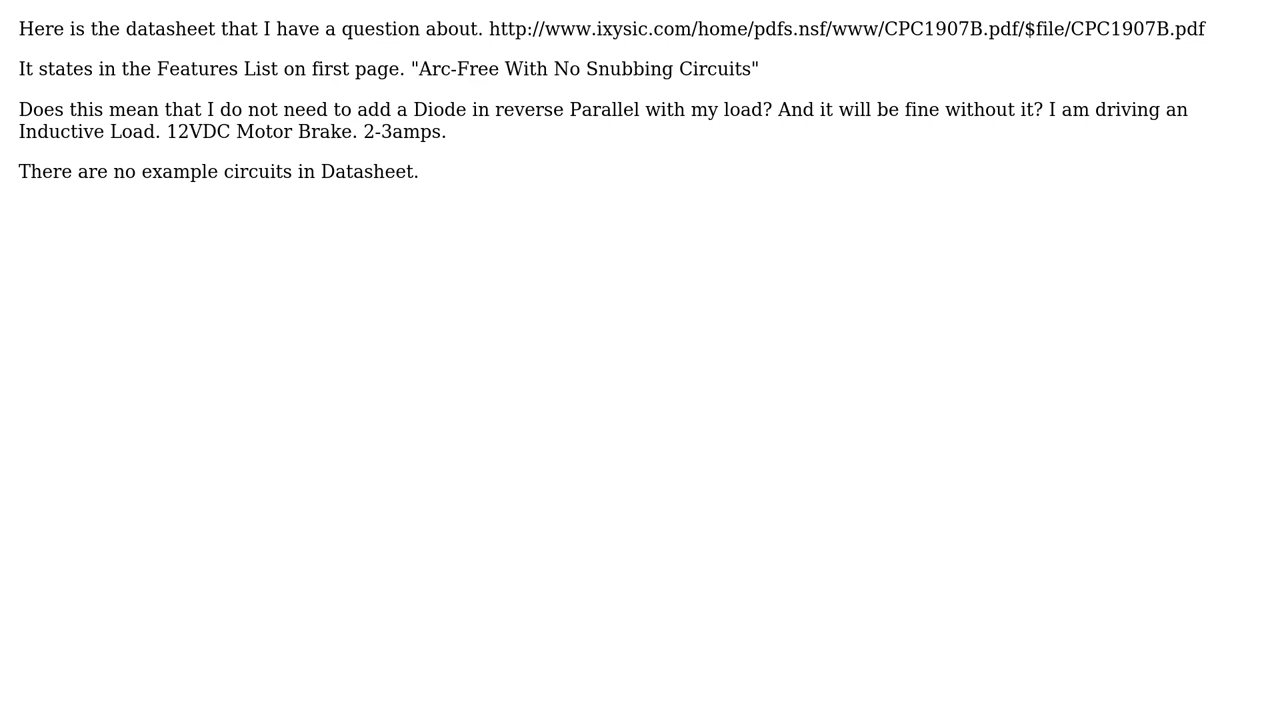 Here is the datasheet that I have a question about. http://www.ixysic.com/home/pdfs.nsf/www/CPC1907B.pdf/$file/CPC1907B.pdf
It states in the Features List on first page. "Arc-Free With No Snubbing Circuits"
Does this mean that I do not need to add a Diode in reverse Parallel with my load? And it will be fine without it? I am driving an
Inductive Load. 12VDC Motor Brake. 2-3amps.
There are no example circuits in Datasheet.